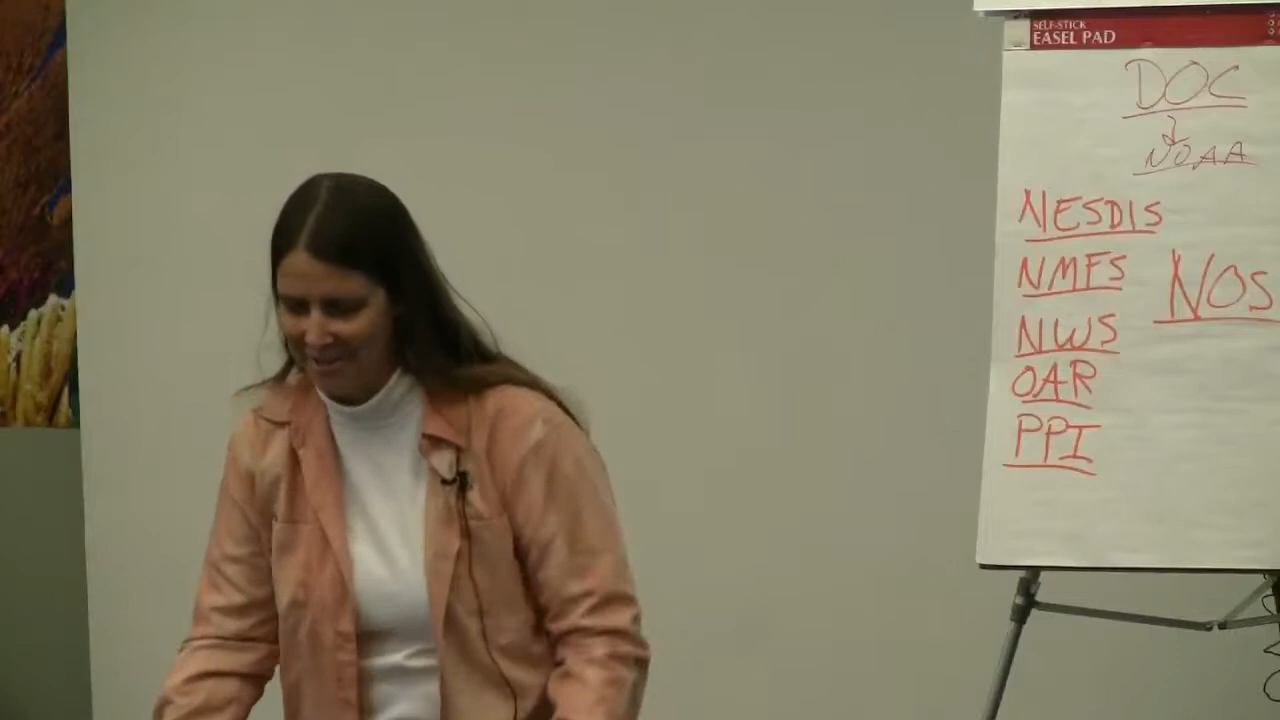 SELF-STICK
EASEL PAD
DOC
NOAA
NESDIS
NMFS
NOS
NWS
OAR
PPI